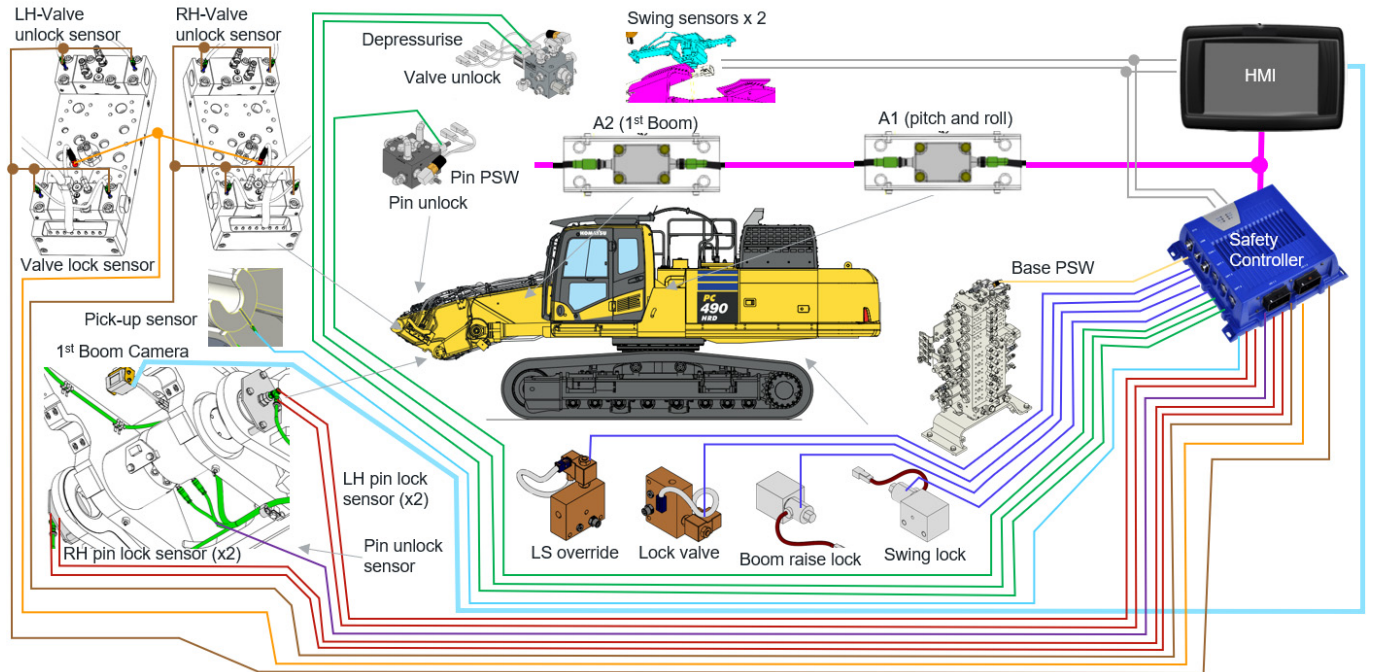 LH-Valve
unlock sensor
RH-Valve
unlock sensor
Depressurise
Valve unlock
Swing sensors x 2
HMI
A2 (1st Boom)
A1 (pitch and roll)
Pin PSW
Pin unlock
Valve lock sensor
Safety
Controller
Base PSW
Pick-up sensor
1st Boom Camera
KOMATSU
PC
490
HRD
LH pin lock
sensor (x2)
RH pin lock sensor (x2)
Pin unlock
sensor
LS override
Lock valve
Boom raise lock
Swing lock